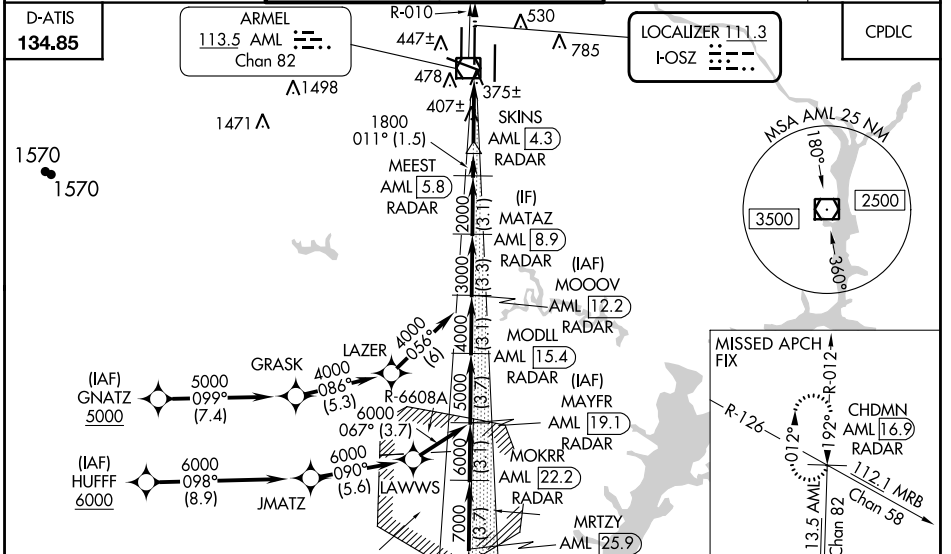 D-ATIS
134.85
ARMEL
113.5 AML
Chan 82
R-010
530
LOCALIZER 111.3
I-OSZ
CPDLC
447±
785
478
375±
1498
407±
1471
1800
011° (1.5)
SKINS
AML 4.3
RADAR
1570
1570
MEEST
AML 5.8
RADAR
MSA AML 25 NM
180°
3500
2500
360°
2000
(3.1)
(IF)
MATAZ
AML 8.9
RADAR
3000
(3.3)
(IAF)
MOOOV
AML 12.2
RADAR
4000
(3.1)
MODLL
AML 15.4
RADAR
4000
056°
(6)
LAZER
GRASK
4000
086°
(5.3)
(IAF)
GNATZ
5000
5000
099°
(7.4)
R-6608A
5000
(3.7)
(IAF)
MAYFR
AML 19.1
RADAR
6000
067° (3.7)
(IAF)
HUFFF
6000
6000
098°
(8.9)
JMATZ
6000
090°
(5.6)
LAWWS
6000
(3.1)
MOKRR
AML 22.2
RADAR
7000
(3.7)
MRTZY
AML 25.9
MISSED APCH
FIX
R-012
R-126
012°
192°
CHDMN
AML 16.9
RADAR
112.1 MRB
Chan 58
113.5 AML
Chan 82